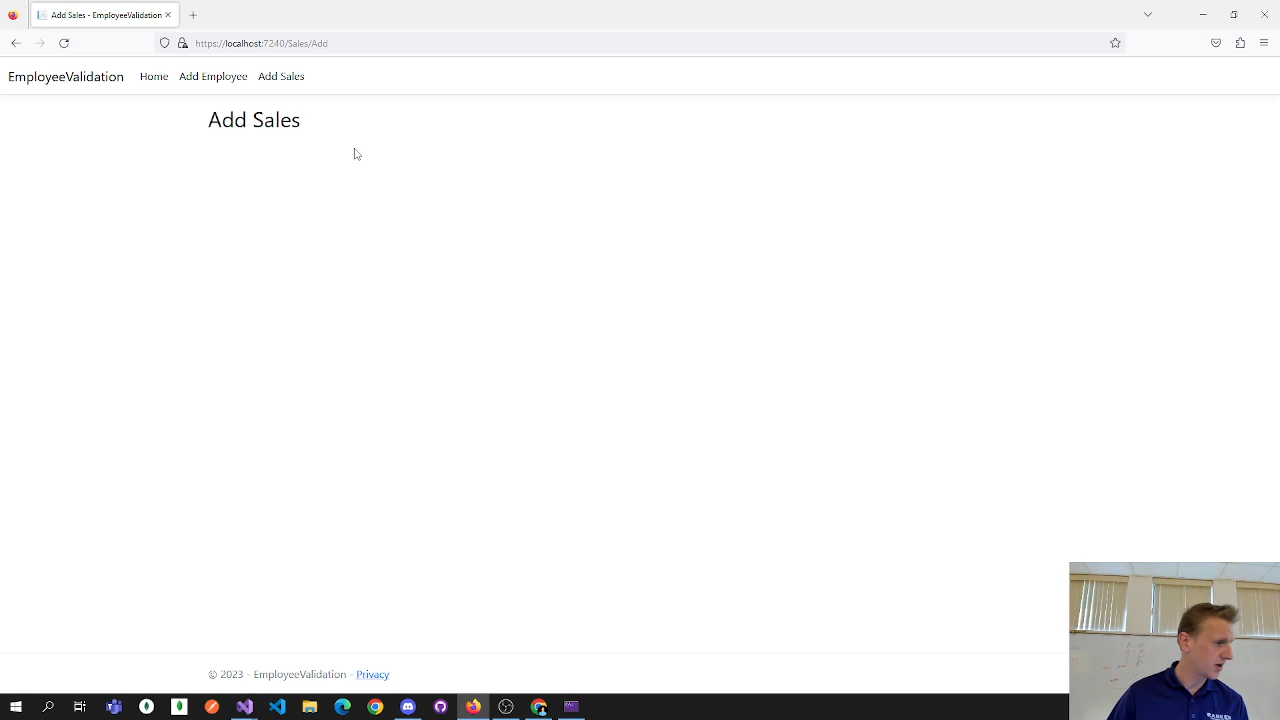 Add Sales - EmployeeValidation
https://localhost:7240/Sales/Add
EmployeeValidation Home Add Employee Add Sales
Add Sales
© 2023 - EmployeeValidation - Privacy